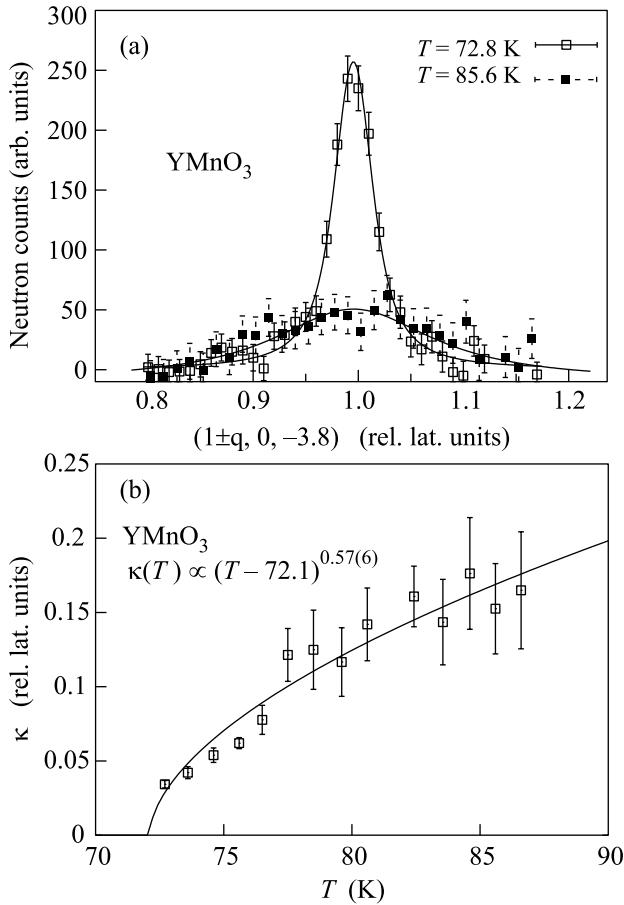 (a)
T = 72.8 K
T = 85.6 K
YMnO₃
Neutron counts (arb. units)
300
250
200
150
100
50
0
0.8 0.9 1.0 1.1 1.2
(1±q, 0, −3.8) (rel. lat. units)
(b)
YMnO₃
κ(T) ∝ (T − 72.1)^0.57(6)
κ (rel. lat. units)
0.25
0.2
0.15
0.1
0.05
0
70 75 80 85 90
T (K)